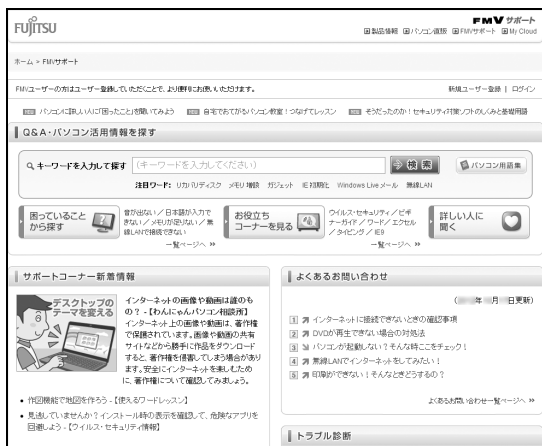 FUJITSU
FMVサポート
製品情報 パソコン直販 FMVサポート My Cloud
ホーム > FMVサポート
FMVユーザーの方はユーザー登録していただくことで、より便利にお使いいただけます。
新規ユーザー登録 | ログイン
パソコンに詳しい人に「困ったこと」を聞いてみよう
自宅でおてがるパソコン教室！つなげてレッスン
そうだったのか！セキュリティ対策ソフトのしくみと基礎用語
Q&A・パソコン活用情報を探す
キーワードを入力して探す (キーワードを入力してください) 検索 パソコン用語集
注目ワード: リカバリディスク メモリ増設 ガジェット IE初期化 Windows Liveメール 無線LAN
困っていること
から探す
音が出ない / 日本語が入力で
きない / メモリが足りない / 無
線LANで接続できない
一覧ページへ
お役立ち
コーナーを見る
ウイルス・セキュリティ / ビギ
ナーガイド / ワード / エクセル
/ タイピング / IE9
一覧ページへ
詳しい人に
聞く
サポートコーナー新着情報
デスクトップの
テーマを変える
インターネットの画像や動画は誰のも
の？ -【わんにゃんパソコン相談所】
インターネット上の画像や動画は、著作権
で保護されています。画像や動画の共有
サイトなどから勝手に作品をダウンロード
すると、著作権を侵害してしまう場合があり
ます。安全にインターネットを楽しむため
に、著作権について確認してみましょう。
• 作図機能で地図を作ろう -【使えるワードレッスン】
• 見逃していませんか？インストール時の表示を確認して、危険なアプリを
回避しよう -【ウイルス・セキュリティ情報】
よくあるお問い合わせ
年 月 日更新)
1 インターネットに接続できないときの確認事項
2 DVDが再生できない場合の対処法
3 パソコンが起動しない？そんな時ここをチェック！
4 無線LANでインターネットをしてみたい！
5 印刷ができない！そんなときどうする？
よくあるお問い合わせ一覧ページへ
トラブル診断